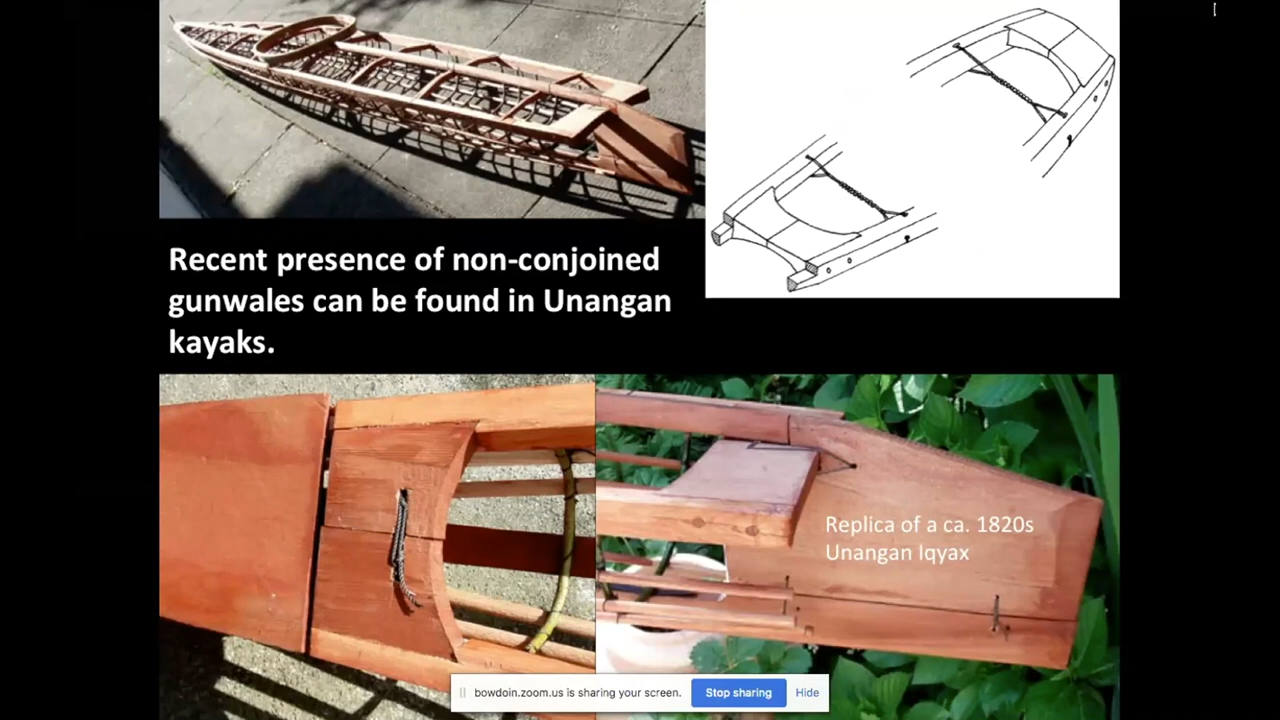 Recent presence of non-conjoined
gunwales can be found in Unangan
kayaks.
Replica of a ca. 1820s
Unangan Iqyax
bowdoin.zoom.us is sharing your screen.
Stop sharing
Hide